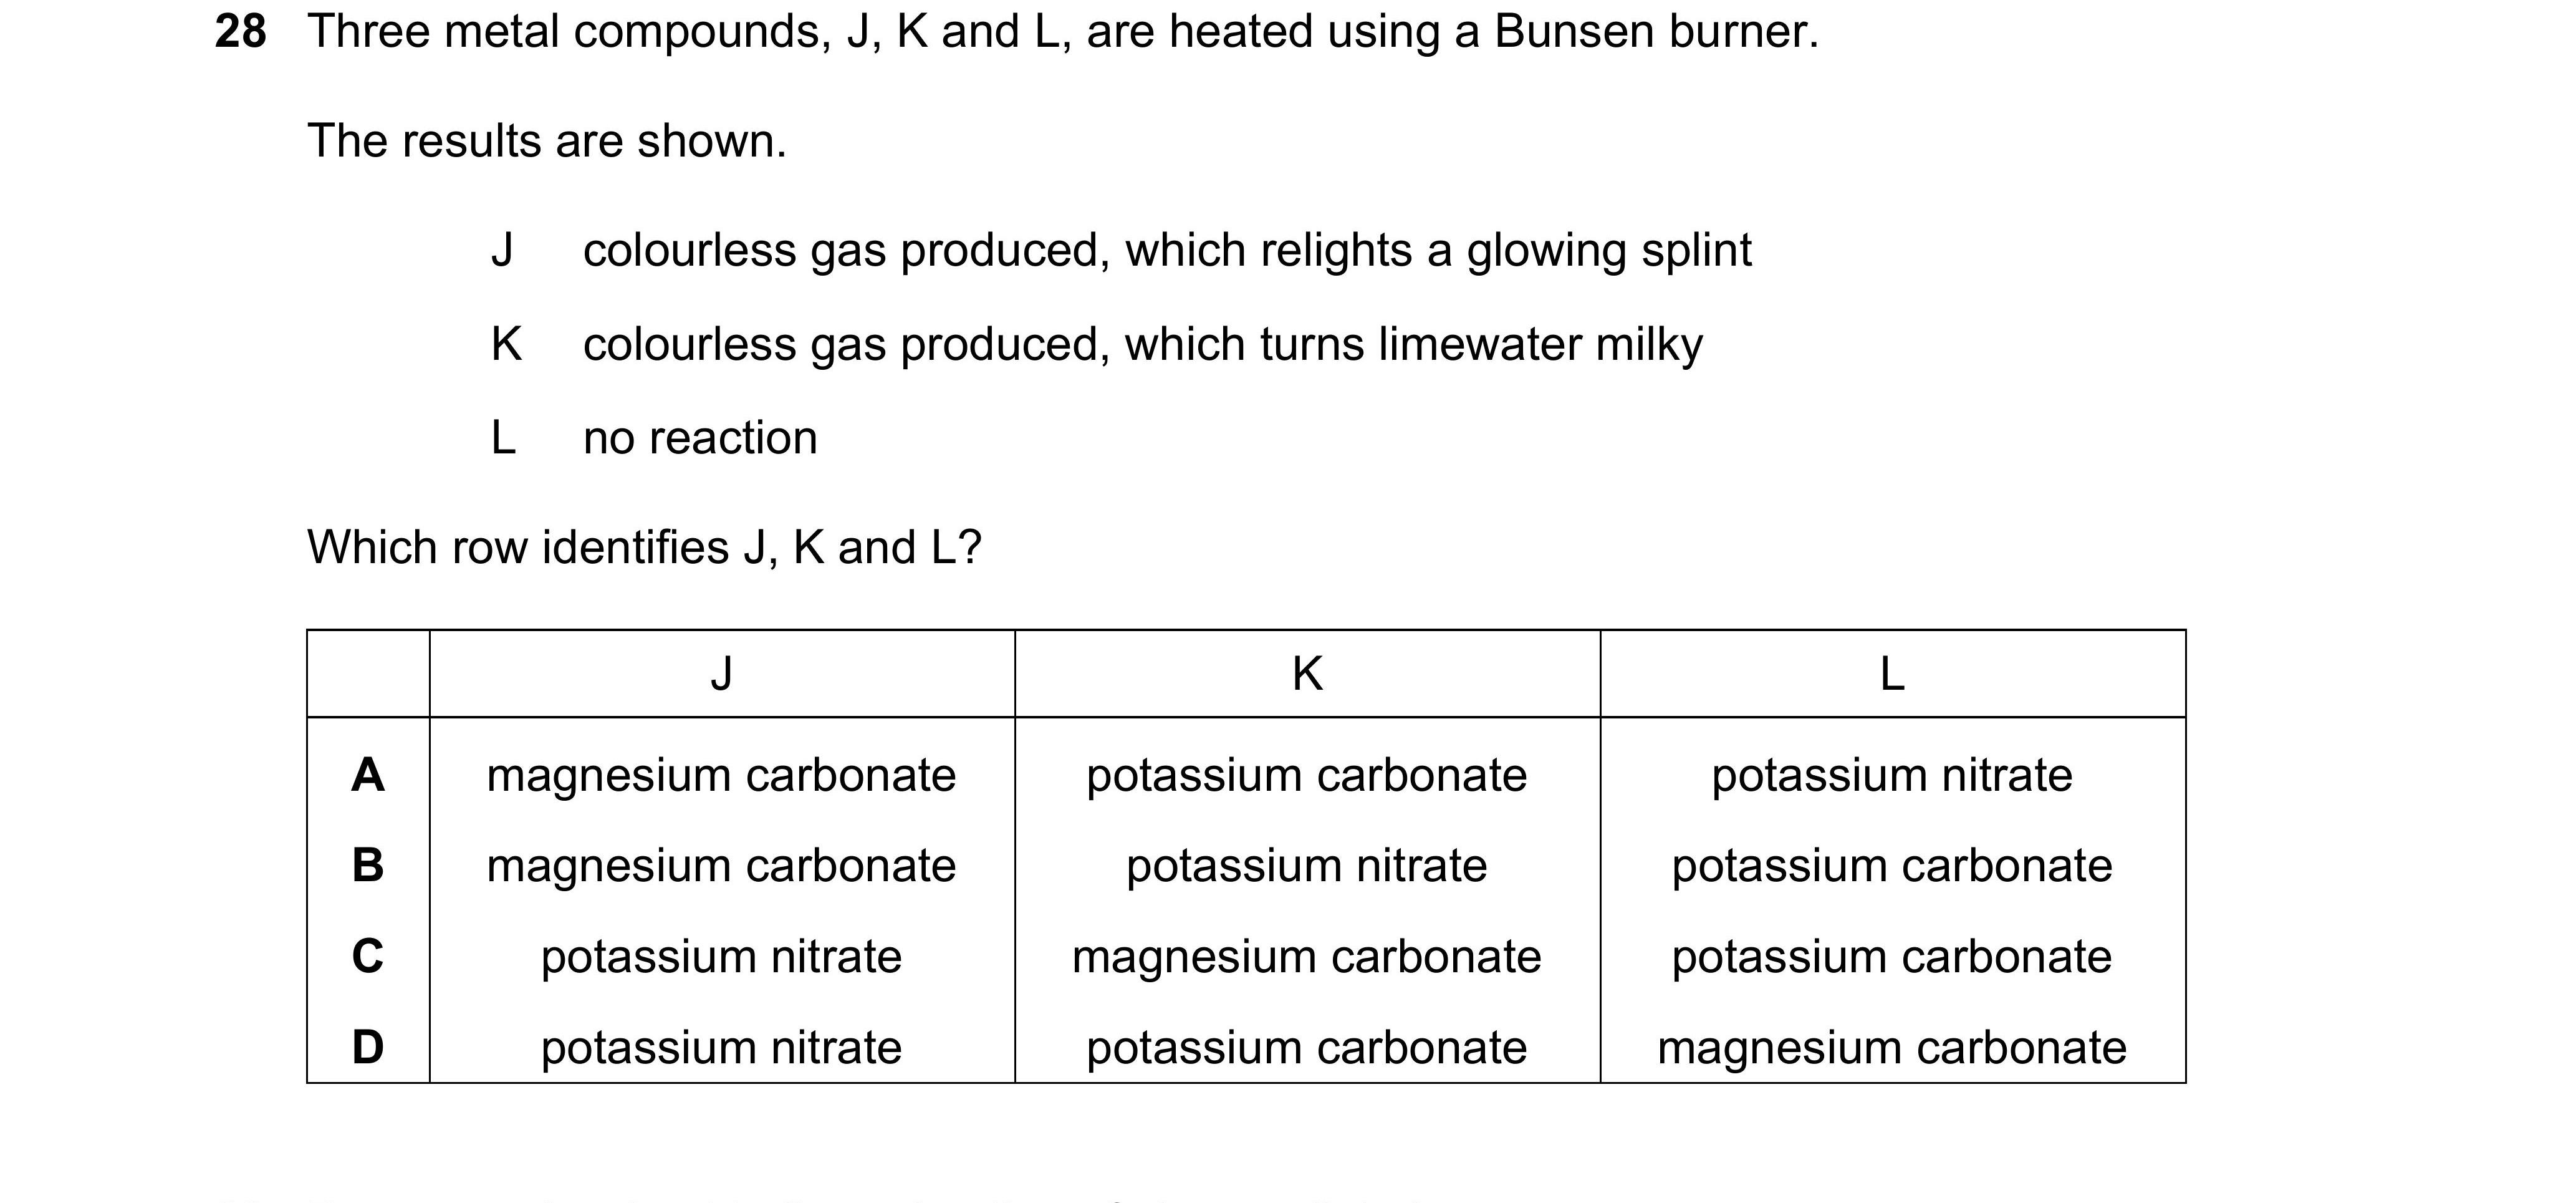 28 Three metal compounds, J, K and L, are heated using a Bunsen burner.
The results are shown.
J colourless gas produced, which relights a glowing splint
K colourless gas produced, which turns limewater milky
L no reaction
Which row identifies J, K and L?
J K L
A magnesium carbonate potassium carbonate potassium nitrate
B magnesium carbonate potassium nitrate potassium carbonate
C potassium nitrate magnesium carbonate potassium carbonate
D potassium nitrate potassium carbonate magnesium carbonate